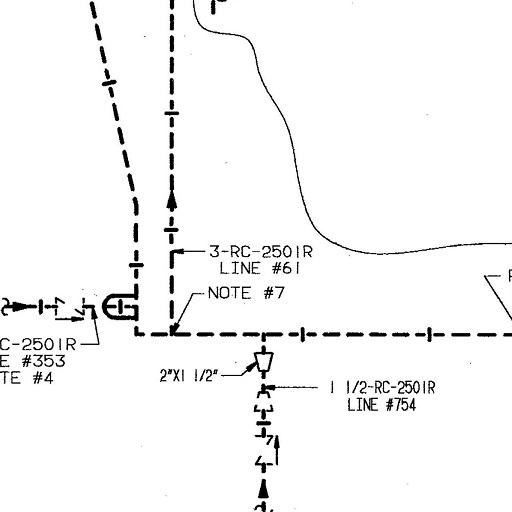 3-RC-2501R
LINE #61
NOTE #7
C-2501R
E #353
TE #4
2"X1 1/2"
1 1/2-RC-2501R
LINE #754